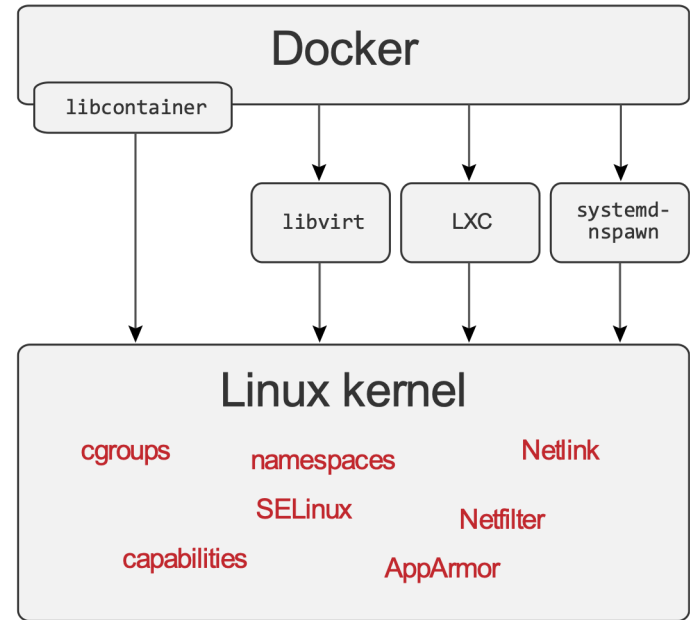 Docker
libcontainer
libvirt
LXC
systemd-
nspawn
Linux kernel
cgroups
namespaces
Netlink
SELinux
Netfilter
capabilities
AppArmor